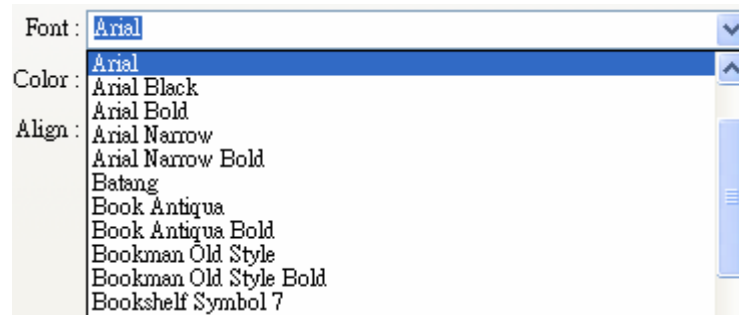 Font : Arial
Arial
Color : Arial Black
Arial Bold
Align : Arial Narrow
Arial Narrow Bold
Batang
Book Antiqua
Book Antiqua Bold
Bookman Old Style
Bookman Old Style Bold
Bookshelf Symbol 7